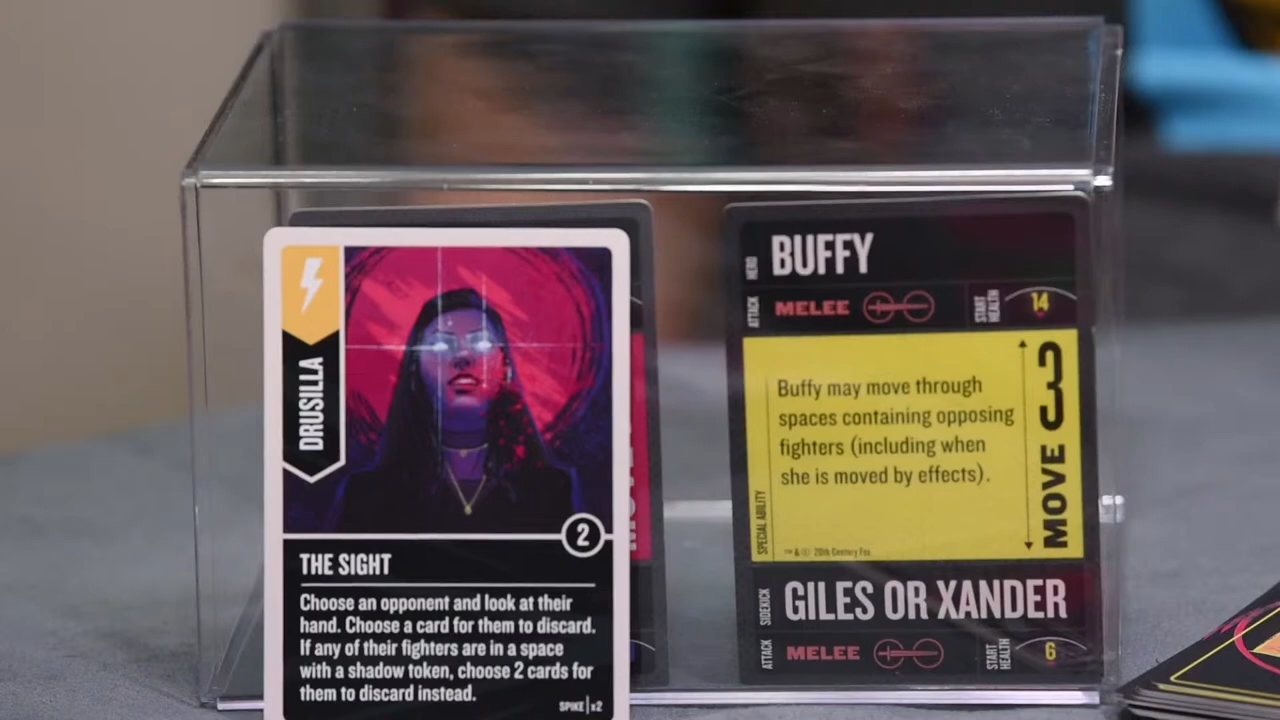 DRUSILLA
2
THE SIGHT
Choose an opponent and look at their
hand. Choose a card for them to discard.
If any of their fighters are in a space
with a shadow token, choose 2 cards for
them to discard instead.
SPIKE | x2
HERO
BUFFY
ATTACK
MELEE
START
HEALTH
14
Buffy may move through
spaces containing opposing
fighters (including when
she is moved by effects).
SPECIAL ABILITY
MOVE 3
™ & © 20th Century Fox
SIDEKICK
GILES OR XANDER
ATTACK
MELEE
START
HEALTH
6